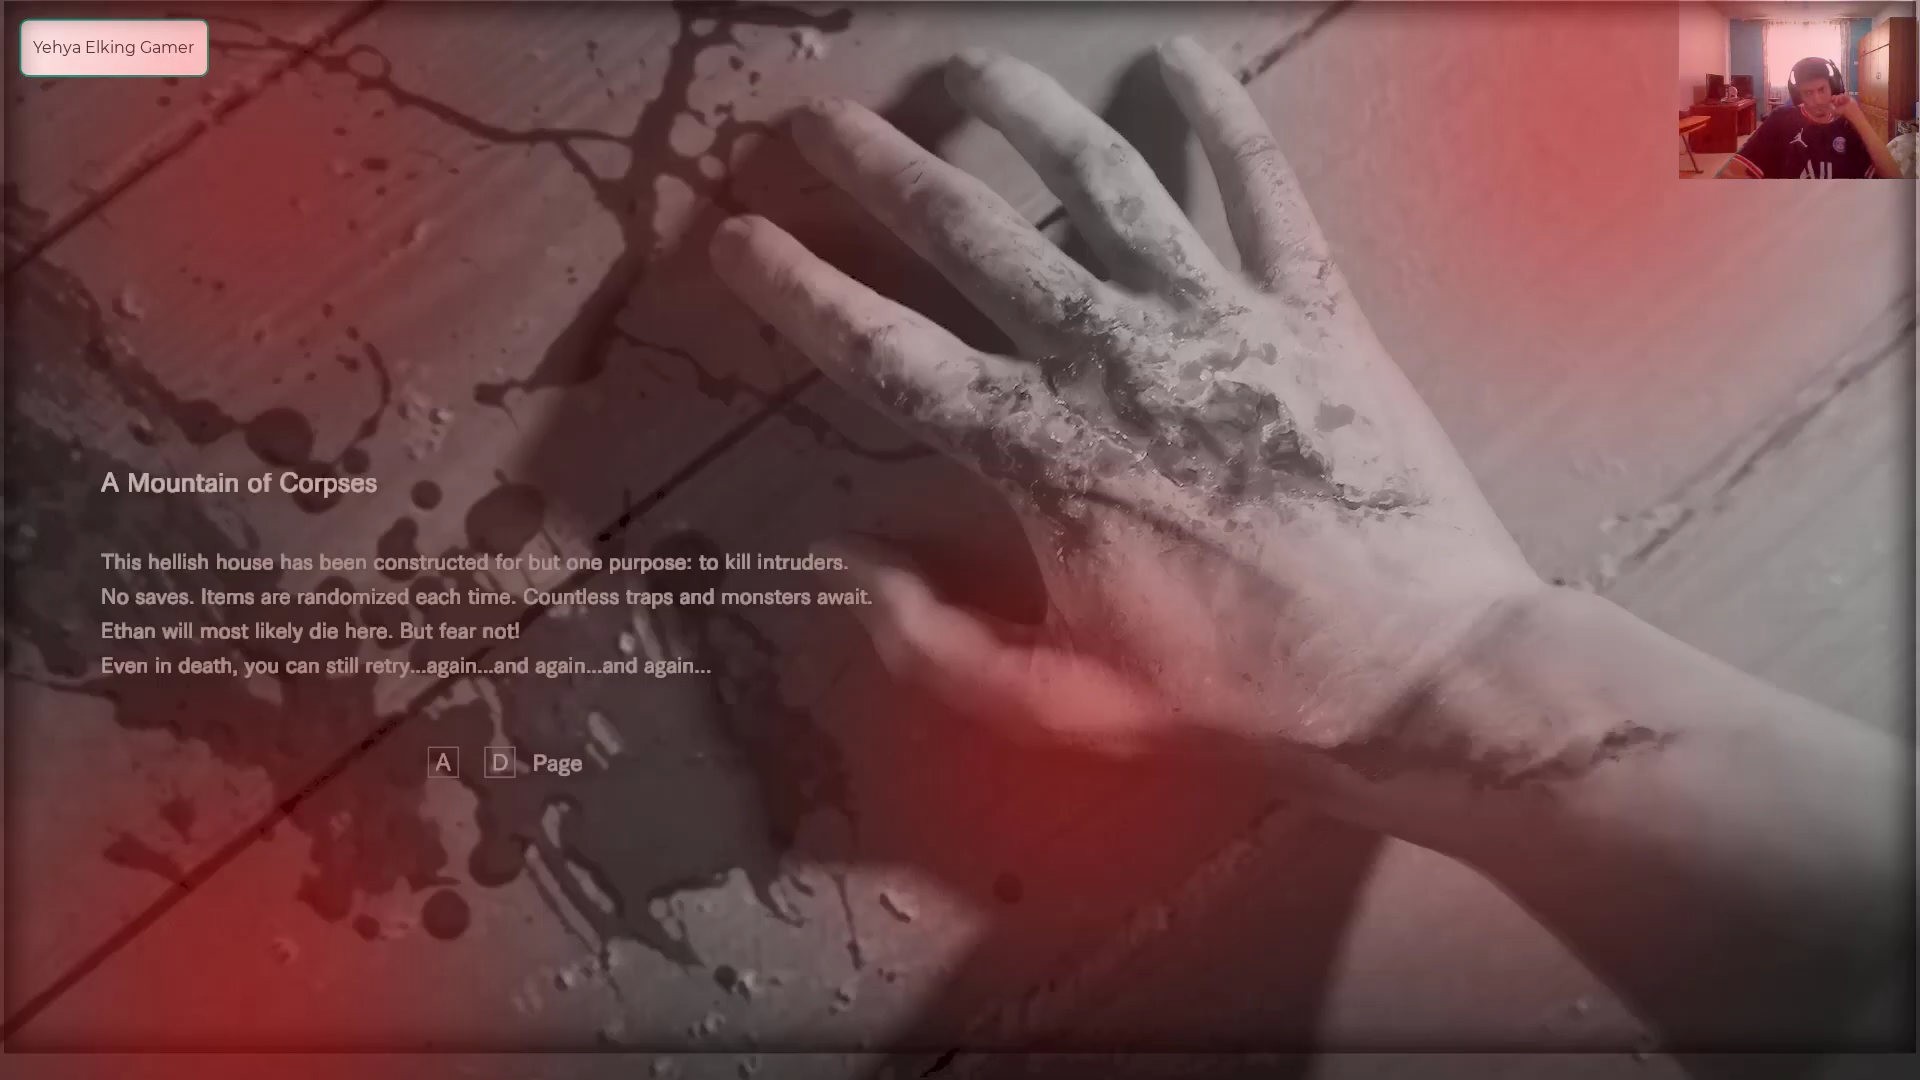 Yehya Elking Gamer
A Mountain of Corpses
This hellish house has been constructed for but one purpose: to kill intruders.
No saves. Items are randomized each time. Countless traps and monsters await.
Ethan will most likely die here. But fear not!
Even in death, you can still retry...again...and again...and again...
A D Page